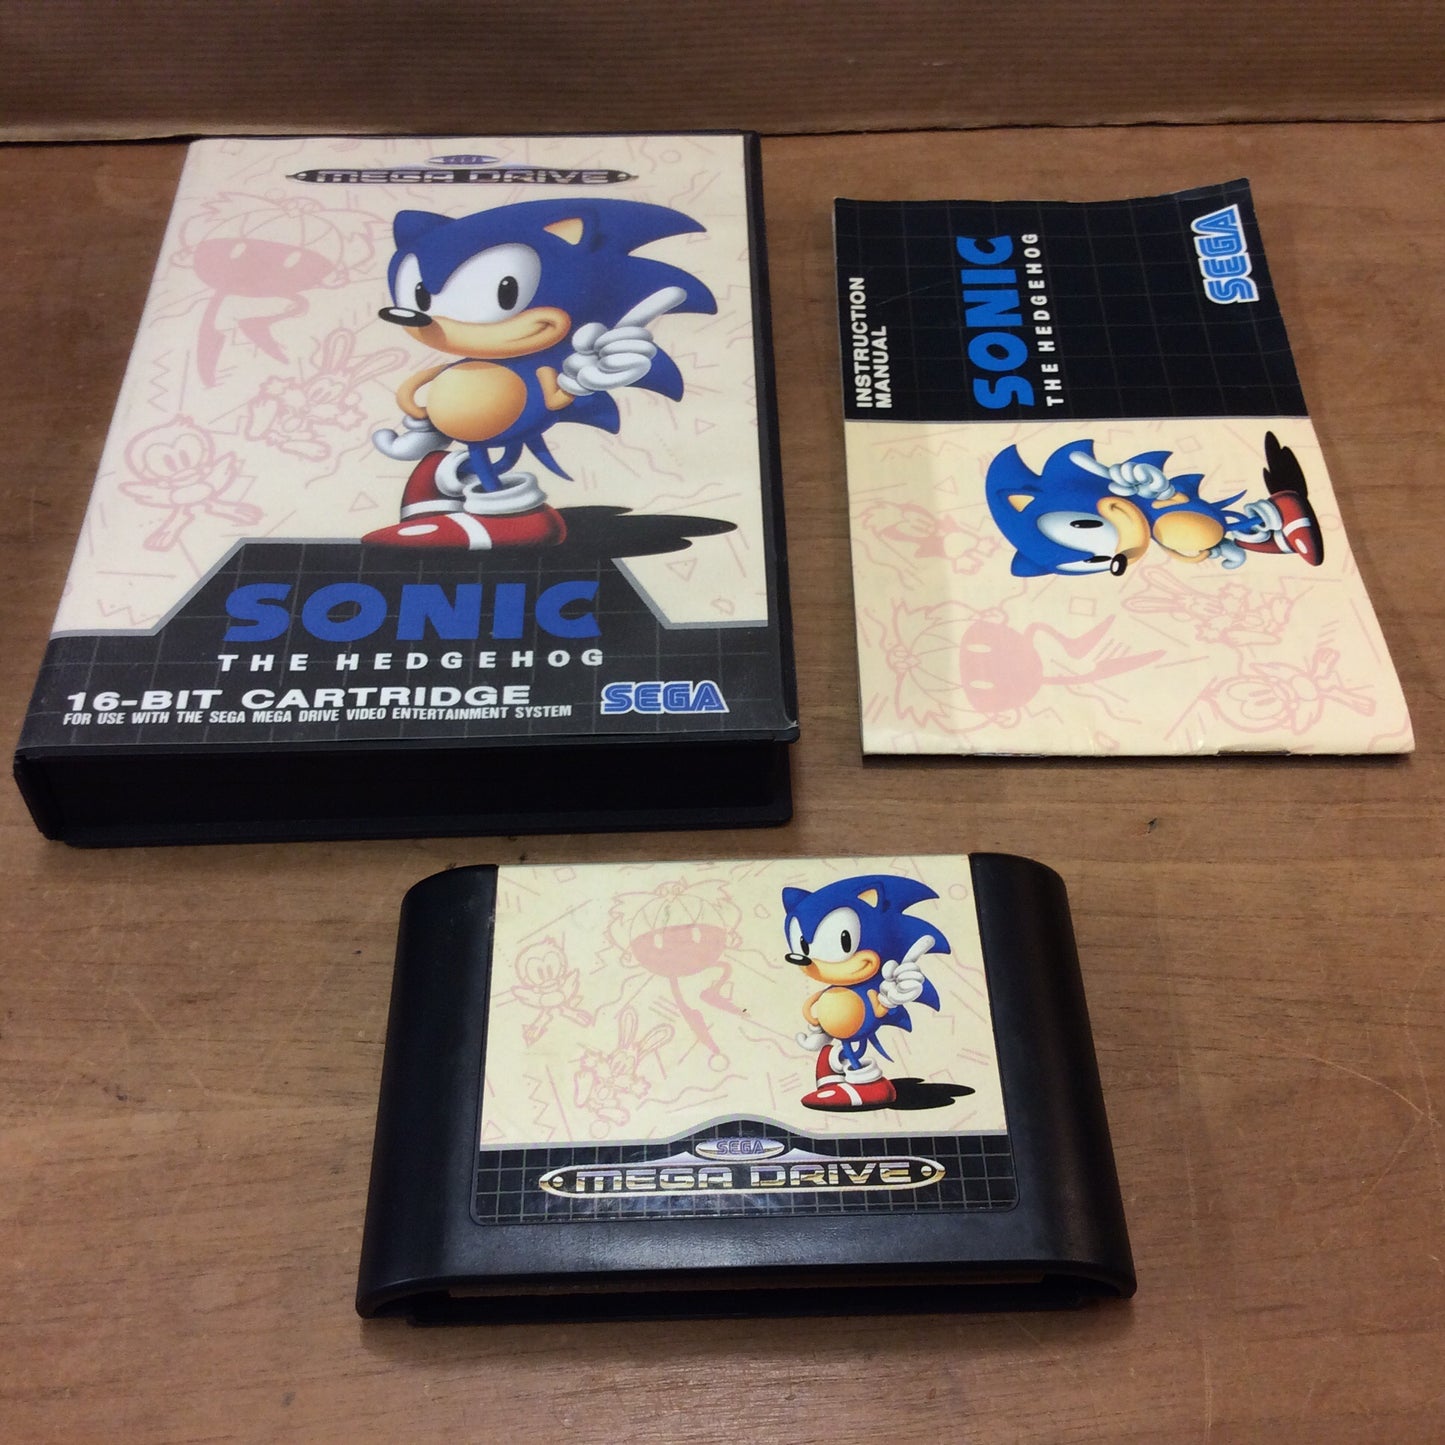 SEGA
MEGA DRIVE
SONIC
THE HEDGEHOG
16-BIT CARTRIDGE
FOR USE WITH THE SEGA MEGA DRIVE VIDEO ENTERTAINMENT SYSTEM
SEGA
INSTRUCTION
MANUAL
SONIC
THE HEDGEHOG
SEGA
SEGA
MEGA DRIVE